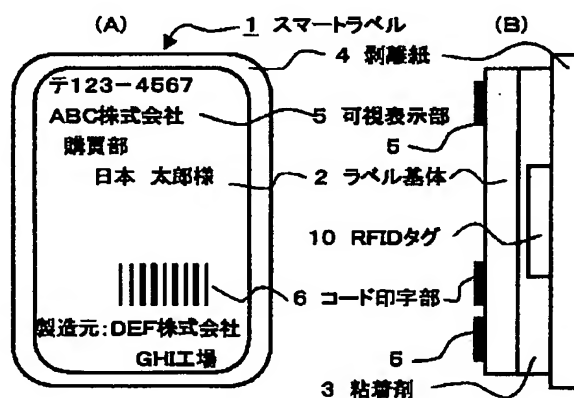 (A)
1 スマートラベル
(B)
4 剥離紙
〒123-4567
ABC株式会社
5 可視表示部
5
購買部
日本 太郎様
2 ラベル基体
10 RFIDタグ
6 コード印字部
製造元:DEF株式会社
5
GHI工場
3 粘着剤